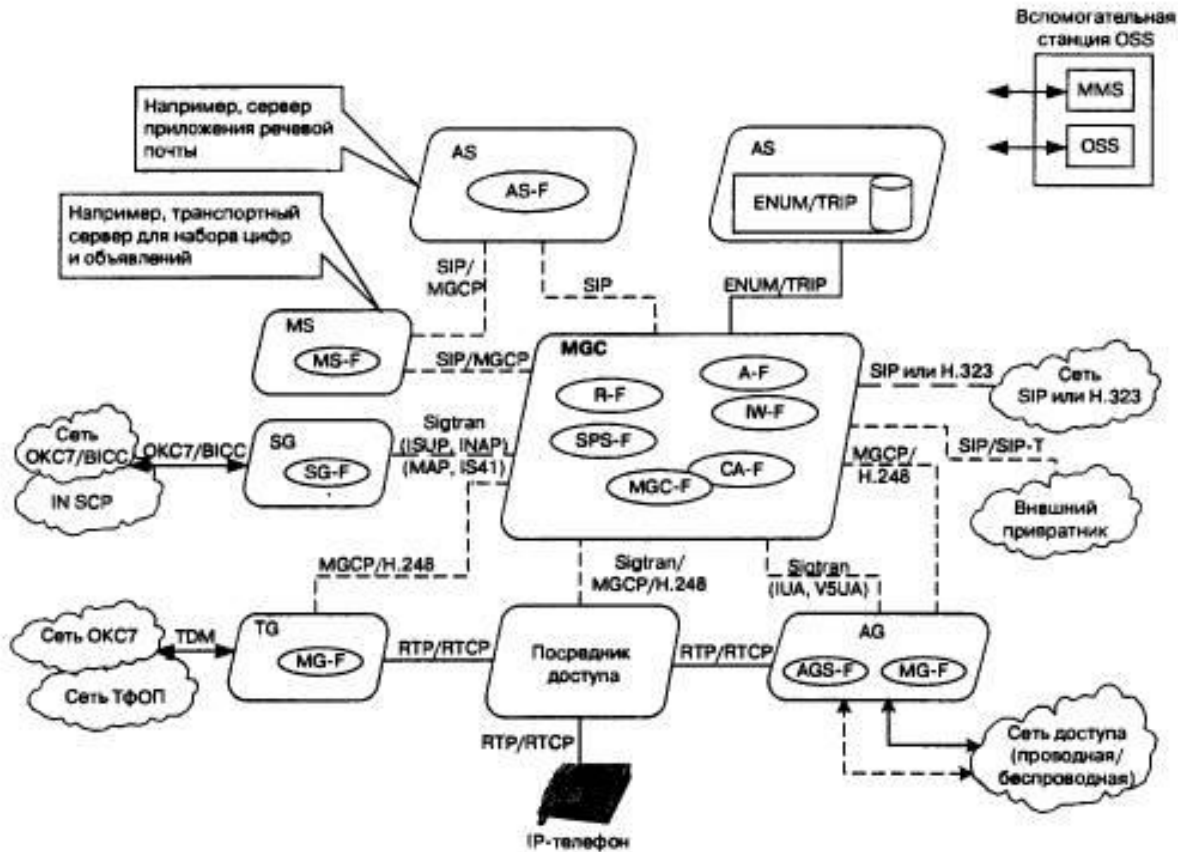 Вспомогательная
станция OSS
MMS
OSS
Например, сервер
приложения речевой
почты
AS
AS-F
AS
ENUM/TRIP
Например, транспортный
сервер для набора цифр
и объявлений
SIP/
MGCP
SIP
ENUM/TRIP
MS
MS-F
SIP/MGCP
MGC
A-F
R-F
IW-F
SPS-F
CA-F
MGC-F
SIP или H.323
Сеть
SIP или H.323
SIP/SIP-T
MGCP/
H.248
Внешний
привратник
Сеть
ОКС7/BICC
IN SCP
ОКС7/BICC
SG
SG-F
Sigtran
(ISUP, INAP)
(MAP, IS41)
MGCP/H.248
Sigtran/
MGCP/H.248
Sigtran
(IUA, V5UA)
Сеть ОКС7
Сеть ТфОП
TDM
TG
MG-F
RTP/RTCP
Посредник
доступа
RTP/RTCP
AG
AGS-F
MG-F
RTP/RTCP
Сеть доступа
(проводная/
беспроводная)
IP-телефон